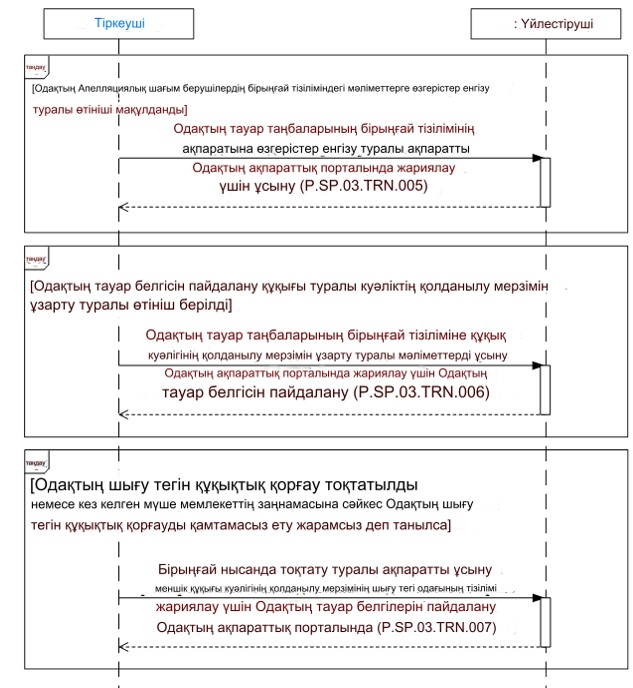 Тіркеуші
: Үйлестіруші
таңдау
[Одақтың Апелляциялық шағым берушілердің бірыңғай тізіліміндегі мәліметтерге өзгерістер енгізу
туралы өтініші мақұлданды]
Одақтың тауар таңбаларының бірыңғай тізілімінің
ақпаратына өзгерістер енгізу туралы ақпаратты
Одақтың ақпараттық порталында жариялау
үшін ұсыну (P.SP.03.TRN.005)
таңдау
[Одақтың тауар белгісін пайдалану құқығы туралы куәліктің қолданылу мерзімін
ұзарту туралы өтініш берілді]
Одақтың тауар таңбаларының бірыңғай тізіліміне құқық
куәлігінің қолданылу мерзімін ұзарту туралы мәліметтерді ұсыну
Одақтың ақпараттық порталында жариялау үшін Одақтың
тауар белгісін пайдалану (P.SP.03.TRN.006)
таңдау
[Одақтың шығу тегін құқықтық қорғау тоқтатылды
немесе кез келген мүше мемлекеттің заңнамасына сәйкес Одақтың шығу
тегін құқықтық қорғауды қамтамасыз ету жарамсыз деп танылса]
Бірыңғай нысанда тоқтату туралы ақпаратты ұсыну
меншік құқығы куәлігінің қолданылу мерзімінің шығу тегі одағының тізілімі
жариялау үшін Одақтың тауар белгілерін пайдалану
Одақтың ақпараттық порталында (P.SP.03.TRN.007)